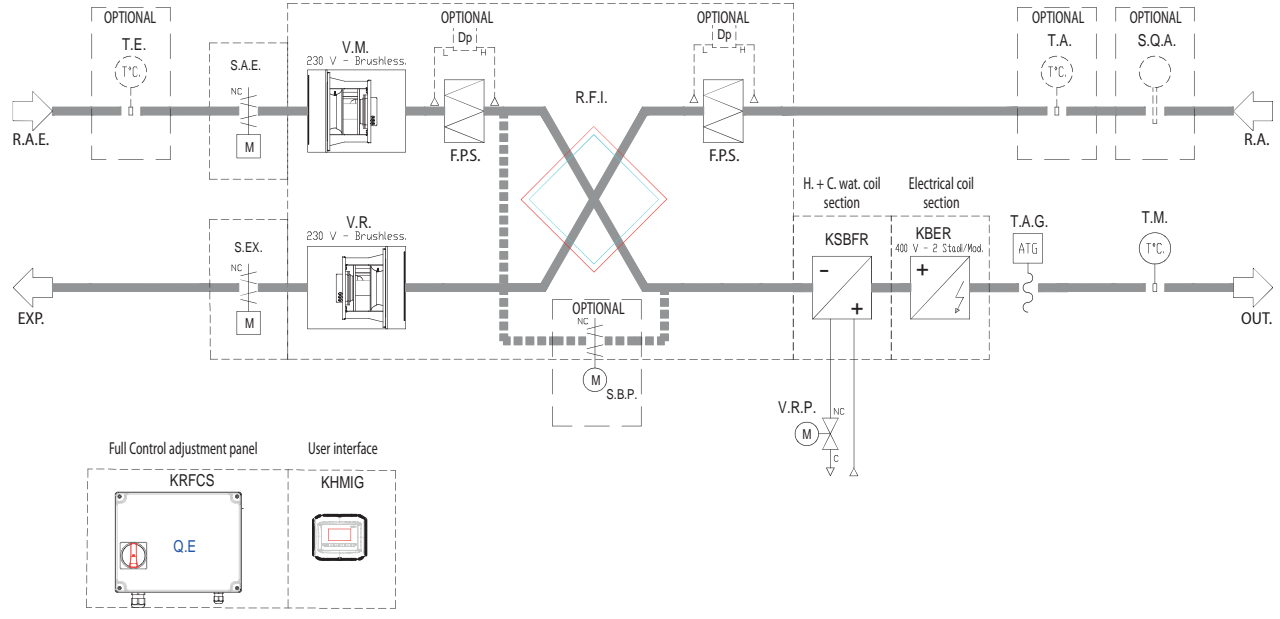 OPTIONAL
T.E.
T°C.
S.A.E.
NC
M
V.M.
230 V - Brushless.
OPTIONAL
Dp
L
H
F.P.S.
R.F.I.
OPTIONAL
Dp
L
H
F.P.S.
OPTIONAL
T.A.
T°C.
OPTIONAL
S.Q.A.
R.A.E.
R.A.
S.EX.
NC
M
V.R.
230 V - Brushless.
H. + C. wat. coil
section
KSBFR
-
+
Electrical coil
section
KBER
400 V - 2 Stadi/Mod.
+
T.A.G.
ATG
T.M.
T°C.
EXP.
OUT.
OPTIONAL
NC
M
S.B.P.
V.R.P.
NC
M
C
Full Control adjustment panel
KRFCS
Q.E
User interface
KHMIG